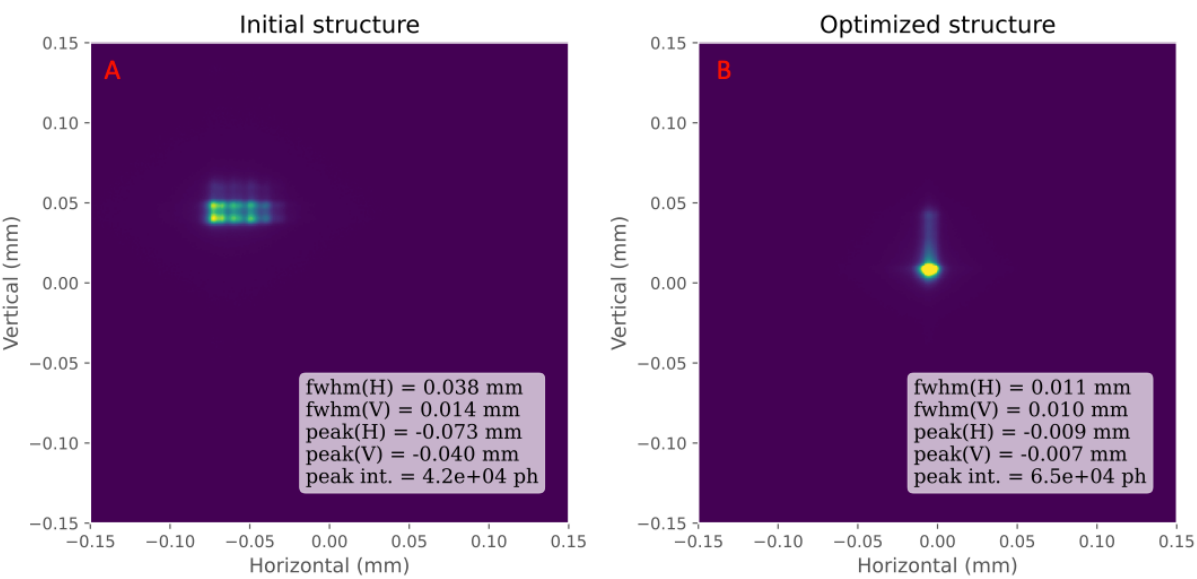 Initial structure
A
0.15
0.10
0.05
0.00
−0.05
−0.10
−0.15
Vertical (mm)
fwhm(H) = 0.038 mm
fwhm(V) = 0.014 mm
peak(H) = -0.073 mm
peak(V) = -0.040 mm
peak int. = 4.2e+04 ph
−0.15 −0.10 −0.05 0.00 0.05 0.10 0.15
Horizontal (mm)
Optimized structure
B
0.15
0.10
0.05
0.00
−0.05
−0.10
−0.15
Vertical (mm)
fwhm(H) = 0.011 mm
fwhm(V) = 0.010 mm
peak(H) = -0.009 mm
peak(V) = -0.007 mm
peak int. = 6.5e+04 ph
−0.15 −0.10 −0.05 0.00 0.05 0.10 0.15
Horizontal (mm)